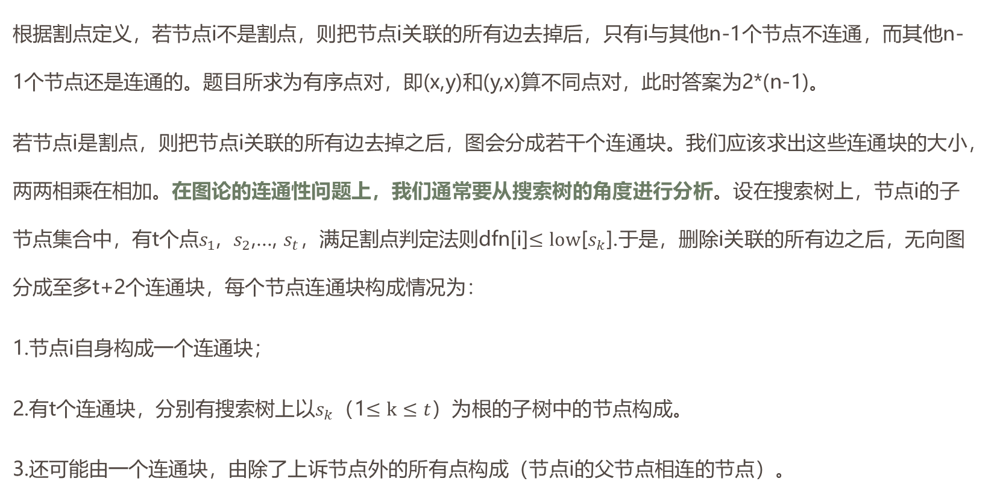 根据割点定义，若节点i不是割点，则把节点i关联的所有边去掉后，只有i与其他n-1个节点不连通，而其他n-
1个节点还是连通的。题目所求为有序点对，即(x,y)和(y,x)算不同点对，此时答案为2*(n-1)。
若节点i是割点，则把节点i关联的所有边去掉之后，图会分成若干个连通块。我们应该求出这些连通块的大小，
两两相乘在相加。在图论的连通性问题上，我们通常要从搜索树的角度进行分析。设在搜索树上，节点i的子
节点集合中，有t个点s₁，s₂,..., sₜ，满足割点判定法则dfn[i]≤ low[sₖ].于是，删除i关联的所有边之后，无向图
分成至多t+2个连通块，每个节点连通块构成情况为：
1.节点i自身构成一个连通块；
2.有t个连通块，分别有搜索树上以sₖ（1≤ k ≤ t）为根的子树中的节点构成。
3.还可能由一个连通块，由除了上诉节点外的所有点构成（节点i的父节点相连的节点）。